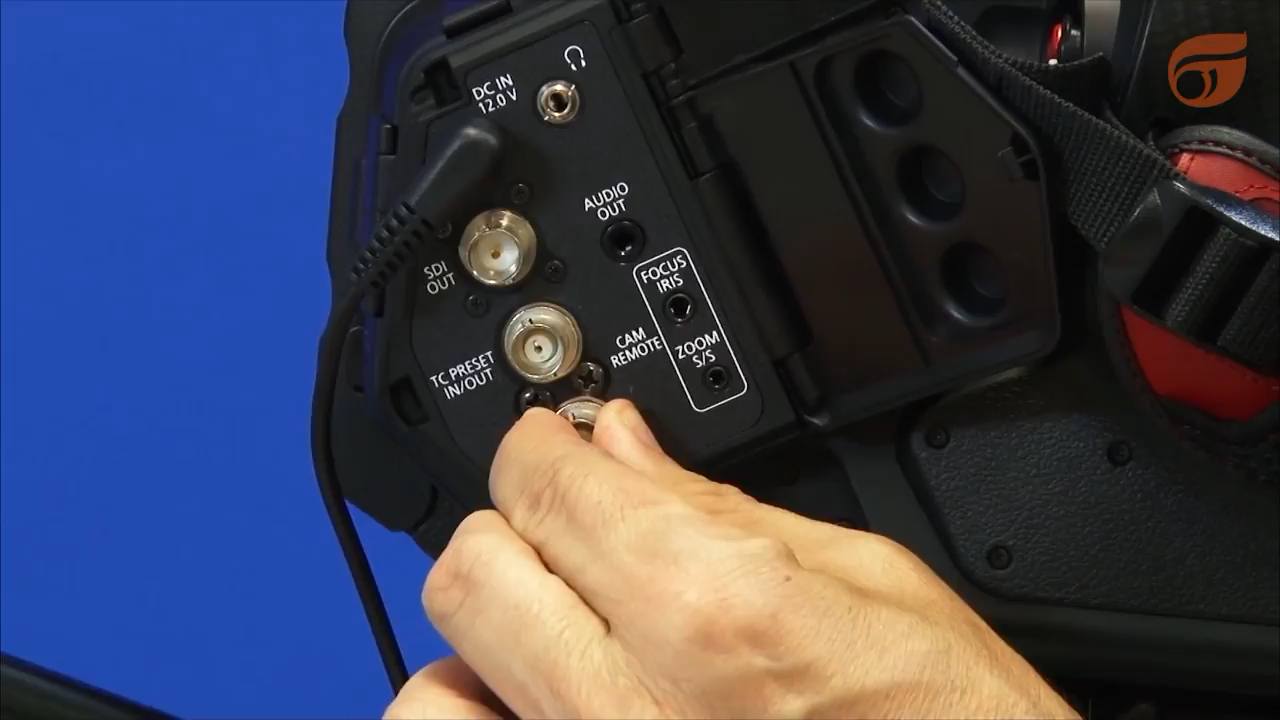 DC IN
12.0 V
AUDIO
OUT
SDI
OUT
FOCUS
IRIS
CAM
REMOTE
ZOOM
S/S
TC PRESET
IN/OUT